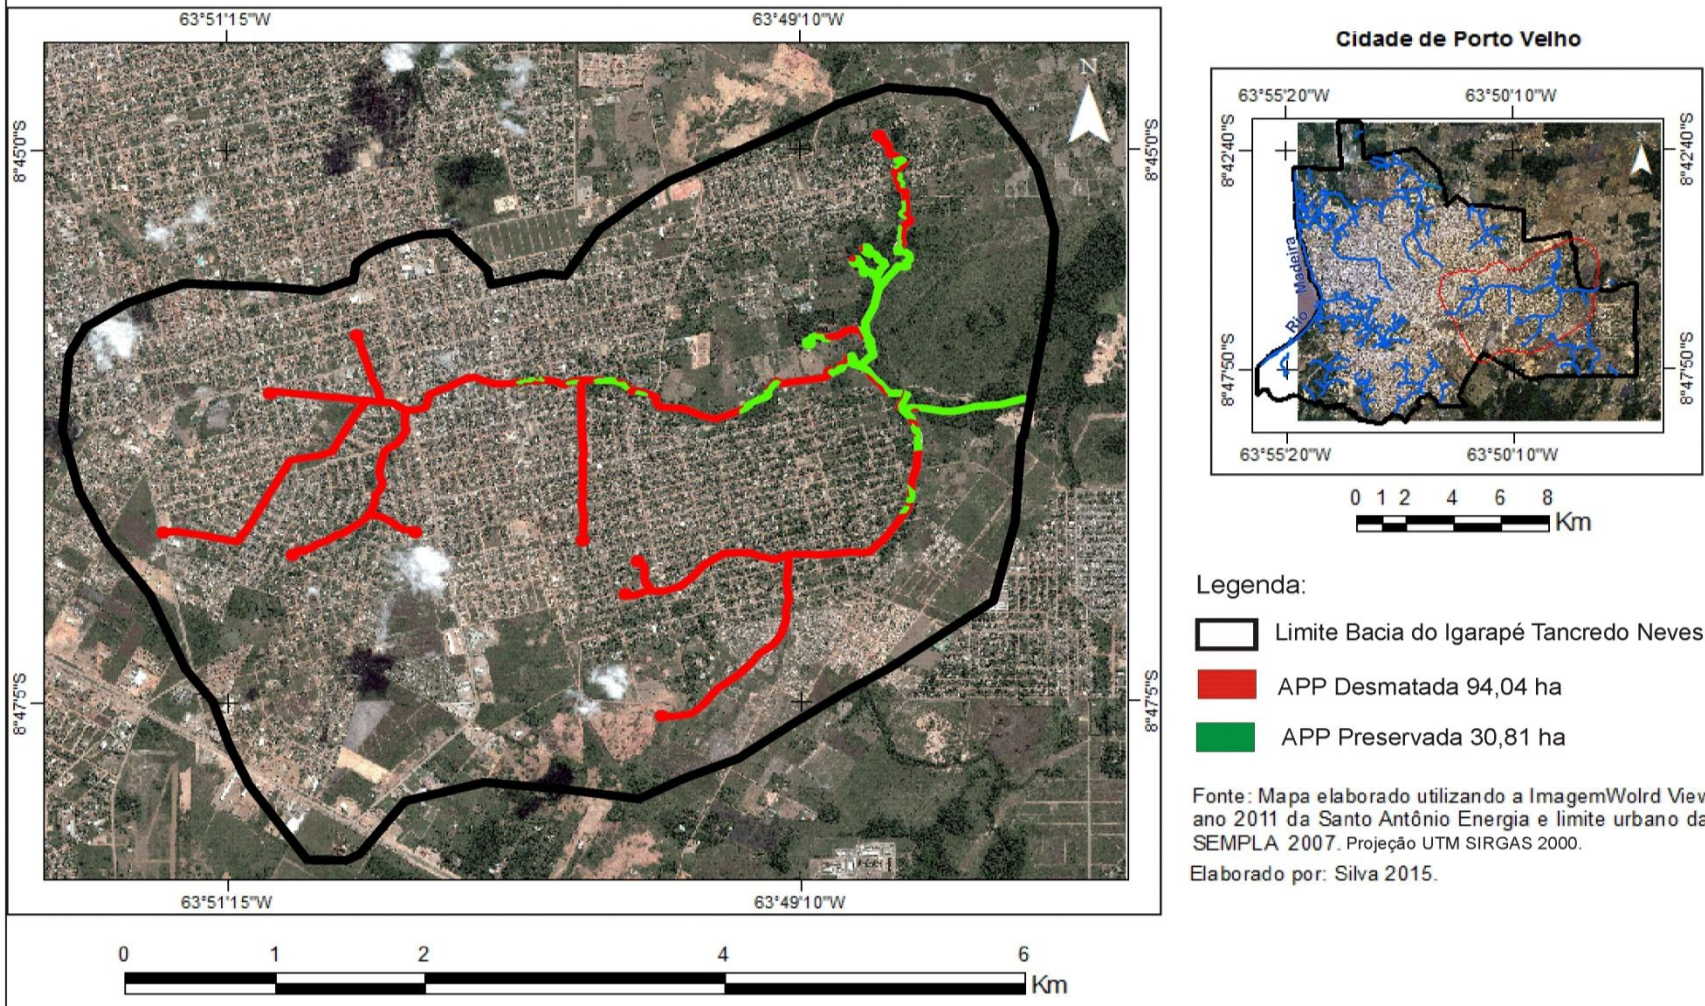 63°51'15"W
63°49'10"W
8°45'0"S
8°45'0"S
N
8°47'5"S
8°47'5"S
63°51'15"W
63°49'10"W
0 1 2 4 6
Km
Cidade de Porto Velho
63°55'20"W
63°50'10"W
8°42'40"S
8°42'40"S
Rio Madeira
8°47'50"S
8°47'50"S
63°55'20"W
63°50'10"W
0 1 2 4 6 8
Km
Legenda:
Limite Bacia do Igarapé Tancredo Neves
APP Desmatada 94,04 ha
APP Preservada 30,81 ha
Fonte: Mapa elaborado utilizando a ImagemWolrd View
ano 2011 da Santo Antônio Energia e limite urbano da
SEMPLA 2007. Projeção UTM SIRGAS 2000.
Elaborado por: Silva 2015.